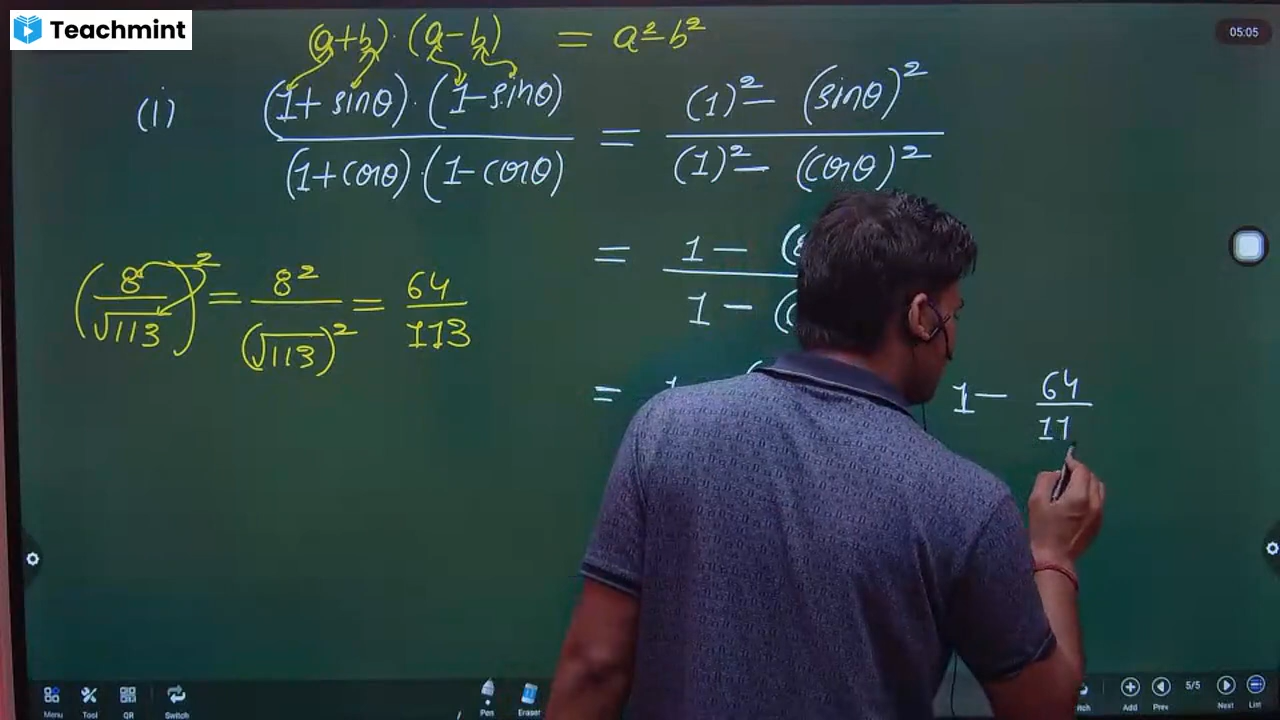 Teachmint
05:05
(a+b)·(a-b) = a²-b²
(i) (1+sinθ)·(1-sinθ) / (1+cosθ)·(1-cosθ) = (1)²-(sinθ)² / (1)²-(cosθ)²
= 1- ( / 1- (
(8/√113)² = 8²/(√113)² = 64/113
= 1- 64/11
Menu
Tool
QR
Switch
Pen
Eraser
Add
Prev
5/5
Next
List